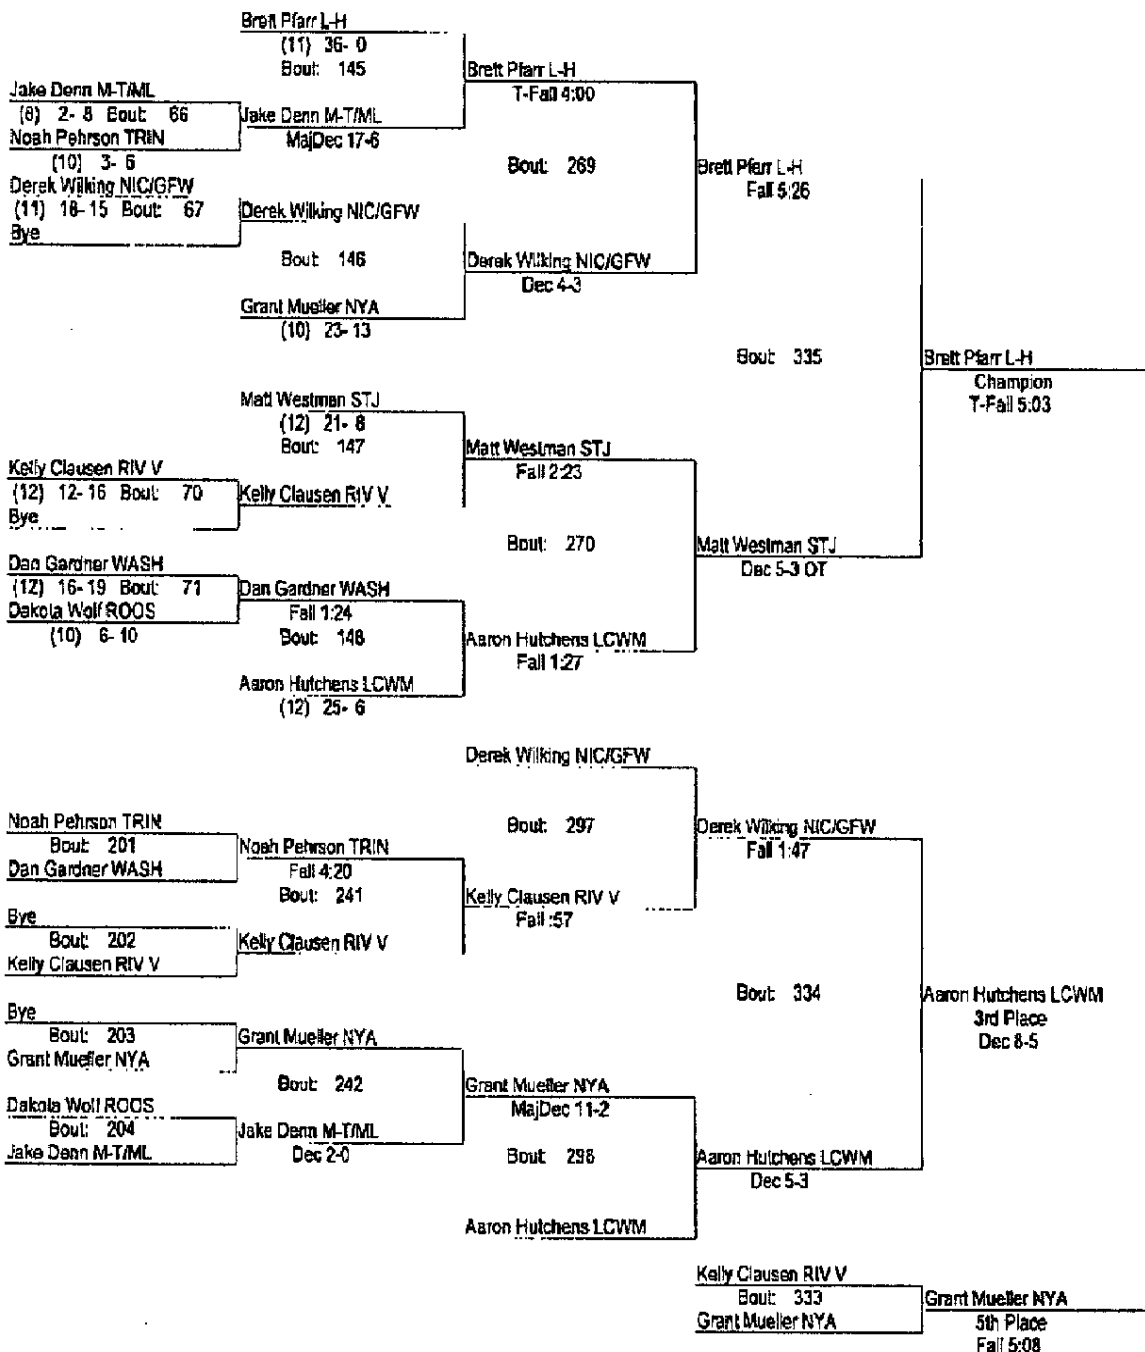 Brett Pfarr L-H
(11) 36- 0
Bout: 145
Brett Pfarr L-H
T-Fall 4:00
Jake Denn M-T/ML
(8) 2- 8 Bout: 66
Jake Denn M-T/ML
MajDec 17-6
Noah Pehrson TRIN
(10) 3- 6
Bout: 269
Brett Pfarr L-H
Fall 5:26
Derek Wilking NIC/GFW
(11) 18-15 Bout: 67
Derek Wilking NIC/GFW
Bye
Bout: 146
Derek Wilking NIC/GFW
Dec 4-3
Grant Mueller NYA
(10) 23-13
Bout: 335
Brett Pfarr L-H
Champion
T-Fall 5:03
Matt Westman STJ
(12) 21- 8
Bout: 147
Matt Westman STJ
Fall 2:23
Kelly Clausen RIV V
(12) 12-16 Bout: 70
Kelly Clausen RIV V
Bye
Bout: 270
Matt Westman STJ
Dec 5-3 OT
Dan Gardner WASH
(12) 16-19 Bout: 71
Dan Gardner WASH
Fall 1:24
Dakota Wolf ROOS
(10) 6-10
Bout: 148
Aaron Hutchens LCWM
Fall 1:27
Aaron Hutchens LCWM
(12) 25- 6
Derek Wilking NIC/GFW
Noah Pehrson TRIN
Bout: 201
Noah Pehrson TRIN
Fall 4:20
Dan Gardner WASH
Bout: 297
Derek Wilking NIC/GFW
Fall 1:47
Bout: 241
Kelly Clausen RIV V
Fall :57
Bye
Bout: 202
Kelly Clausen RIV V
Kelly Clausen RIV V
Bout: 334
Aaron Hutchens LCWM
3rd Place
Dec 8-5
Bye
Bout: 203
Grant Mueller NYA
Grant Mueller NYA
Bout: 242
Grant Mueller NYA
MajDec 11-2
Dakota Wolf ROOS
Bout: 204
Jake Denn M-T/ML
Dec 2-0
Jake Denn M-T/ML
Bout: 298
Aaron Hutchens LCWM
Dec 5-3
Aaron Hutchens LCWM
Kelly Clausen RIV V
Bout: 333
Grant Mueller NYA
Grant Mueller NYA
5th Place
Fall 5:08